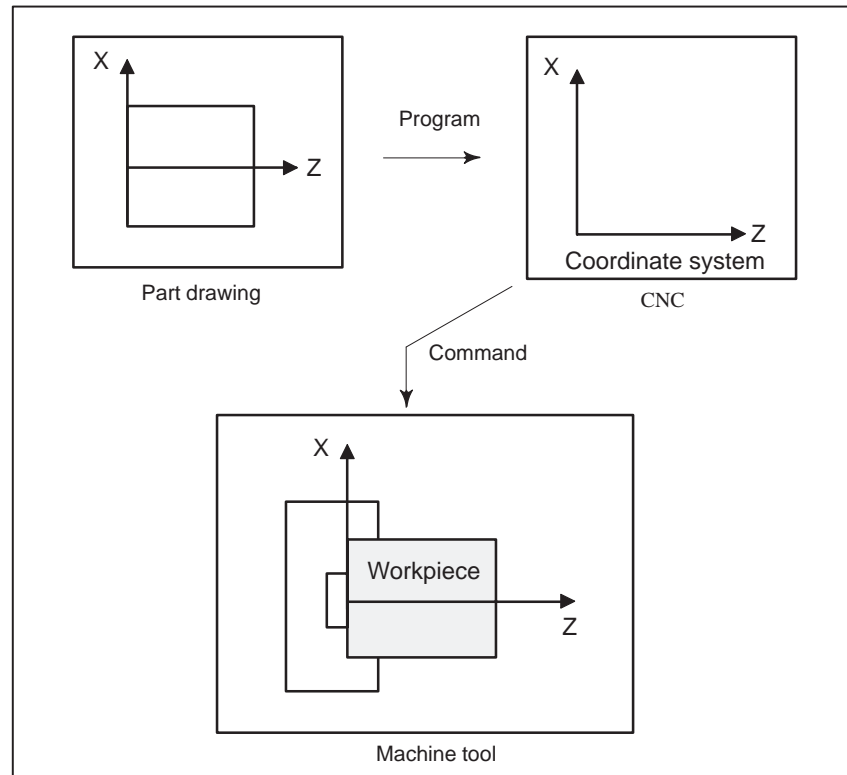 X
Z
Part drawing
Program
X
Z
Coordinate system
CNC
Command
X
Workpiece
Z
Machine tool